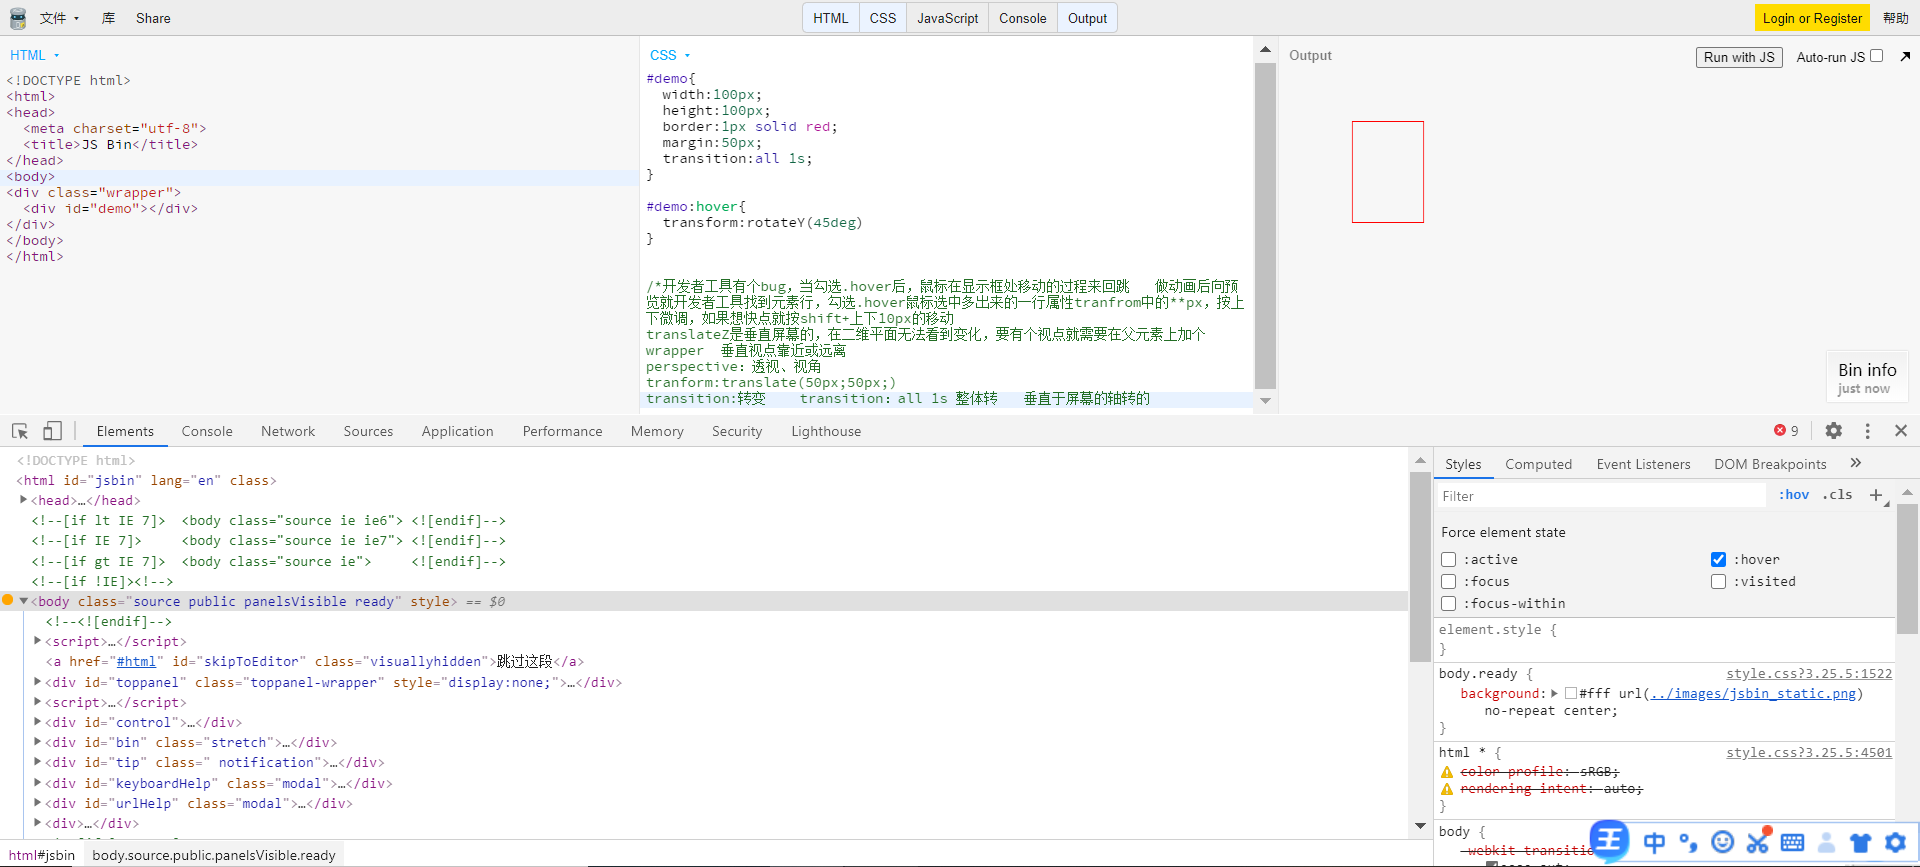 文件 库 Share HTML CSS JavaScript Console Output Login or Register 帮助
HTML
<!DOCTYPE html>
<html>
<head>
  <meta charset="utf-8">
  <title>JS Bin</title>
</head>
<body>
<div class="wrapper">
  <div id="demo"></div>
</div>
</body>
</html>
CSS
#demo{
  width:100px;
  height:100px;
  border:1px solid red;
  margin:50px;
  transition:all 1s;
}
#demo:hover{
  transform:rotateY(45deg)
}
/*开发者工具有个bug，当勾选.hover后，鼠标在显示框处移动的过程来回跳   做动画后向预
览就开发者工具找到元素行，勾选.hover鼠标选中多出来的一行属性tranfrom中的**px，按上
下微调，如果想快点就按shift+上下10px的移动
translateZ是垂直屏幕的，在二维平面无法看到变化，要有个视点就需要在父元素上加个
wrapper  垂直视点靠近或远离
perspective：透视、视角
tranform:translate(50px;50px;)
transition:转变    transition：all 1s 整体转   垂直于屏幕的轴转的
Output Run with JS Auto-run JS
Bin info
just now
Elements Console Network Sources Application Performance Memory Security Lighthouse 9
<!DOCTYPE html>
<html id="jsbin" lang="en" class>
<head>…</head>
<!--[if lt IE 7]>  <body class="source ie ie6"> <![endif]-->
<!--[if IE 7]>     <body class="source ie ie7"> <![endif]-->
<!--[if gt IE 7]>  <body class="source ie">     <![endif]-->
<!--[if !IE]><!-->
<body class="source public panelsVisible ready" style> == $0
<!--<![endif]-->
<script>…</script>
<a href="#html" id="skipToEditor" class="visuallyhidden">跳过这段</a>
<div id="toppanel" class="toppanel-wrapper" style="display:none;">…</div>
<script>…</script>
<div id="control">…</div>
<div id="bin" class="stretch">…</div>
<div id="tip" class=" notification">…</div>
<div id="keyboardHelp" class="modal">…</div>
<div id="urlHelp" class="modal">…</div>
<div>…</div>
html#jsbin body.source.public.panelsVisible.ready
Styles Computed Event Listeners DOM Breakpoints »
Filter :hov .cls +
Force element state
:active :hover
:focus :visited
:focus-within
element.style {
}
body.ready { style.css?3.25.5:1522
background: #fff url(../images/jsbin_static.png)
no-repeat center;
}
html * { style.css?3.25.5:4501
color-profile: sRGB;
rendering-intent: auto;
}
body {
王 中